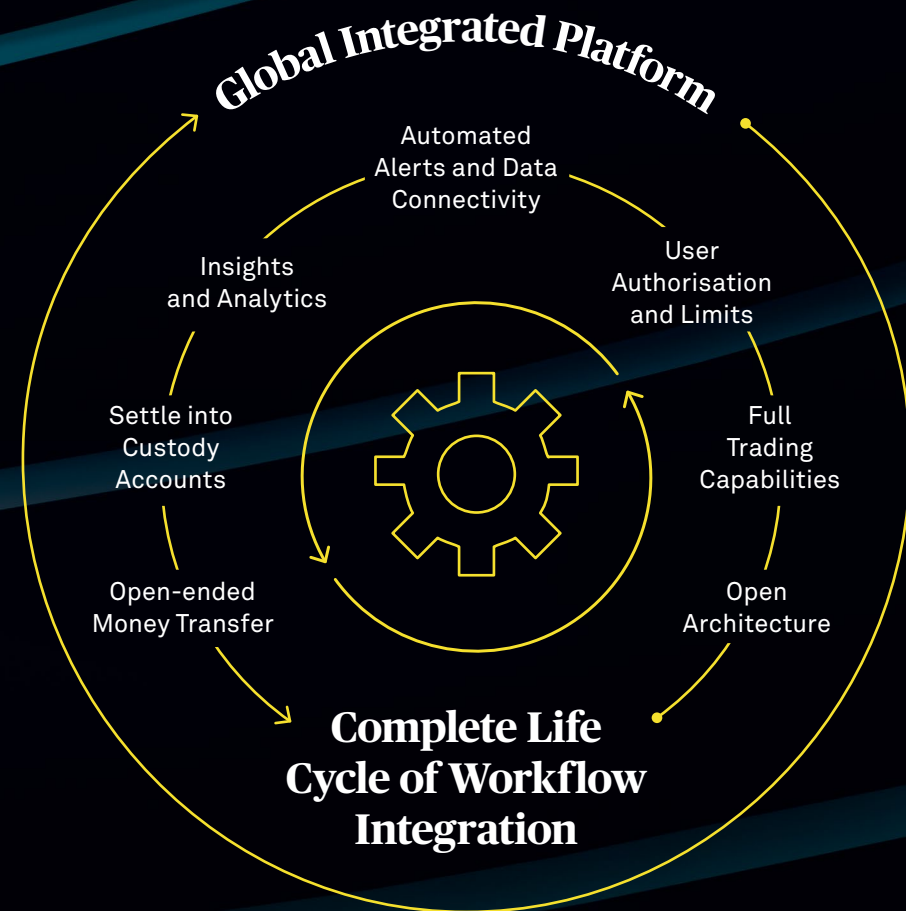 Global Integrated Platform
Automated
Alerts and Data
Connectivity
User
Authorisation
and Limits
Full
Trading
Capabilities
Open
Architecture
Insights
and Analytics
Settle into
Custody
Accounts
Open-ended
Money Transfer
Complete Life
Cycle of Workflow
Integration